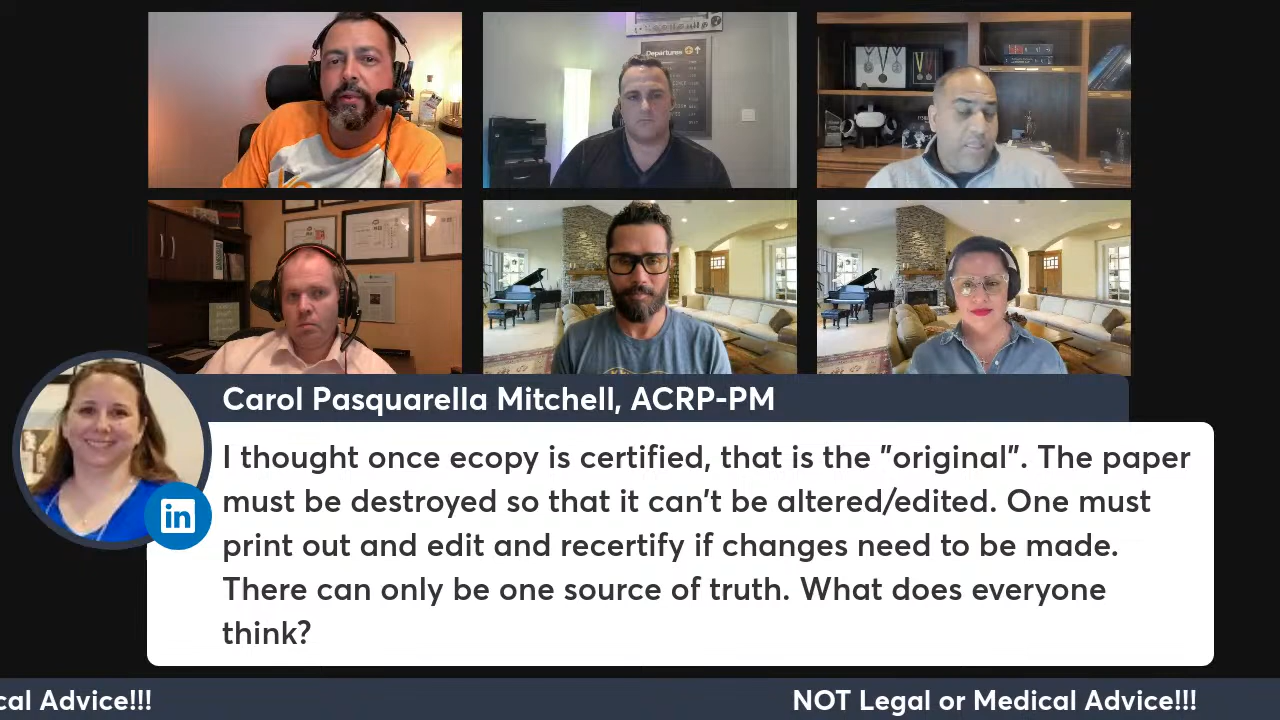 Departures
Carol Pasquarella Mitchell, ACRP-PM
I thought once ecopy is certified, that is the "original". The paper
must be destroyed so that it can't be altered/edited. One must
print out and edit and recertify if changes need to be made.
There can only be one source of truth. What does everyone
think?
in
cal Advice!!! NOT Legal or Medical Advice!!!